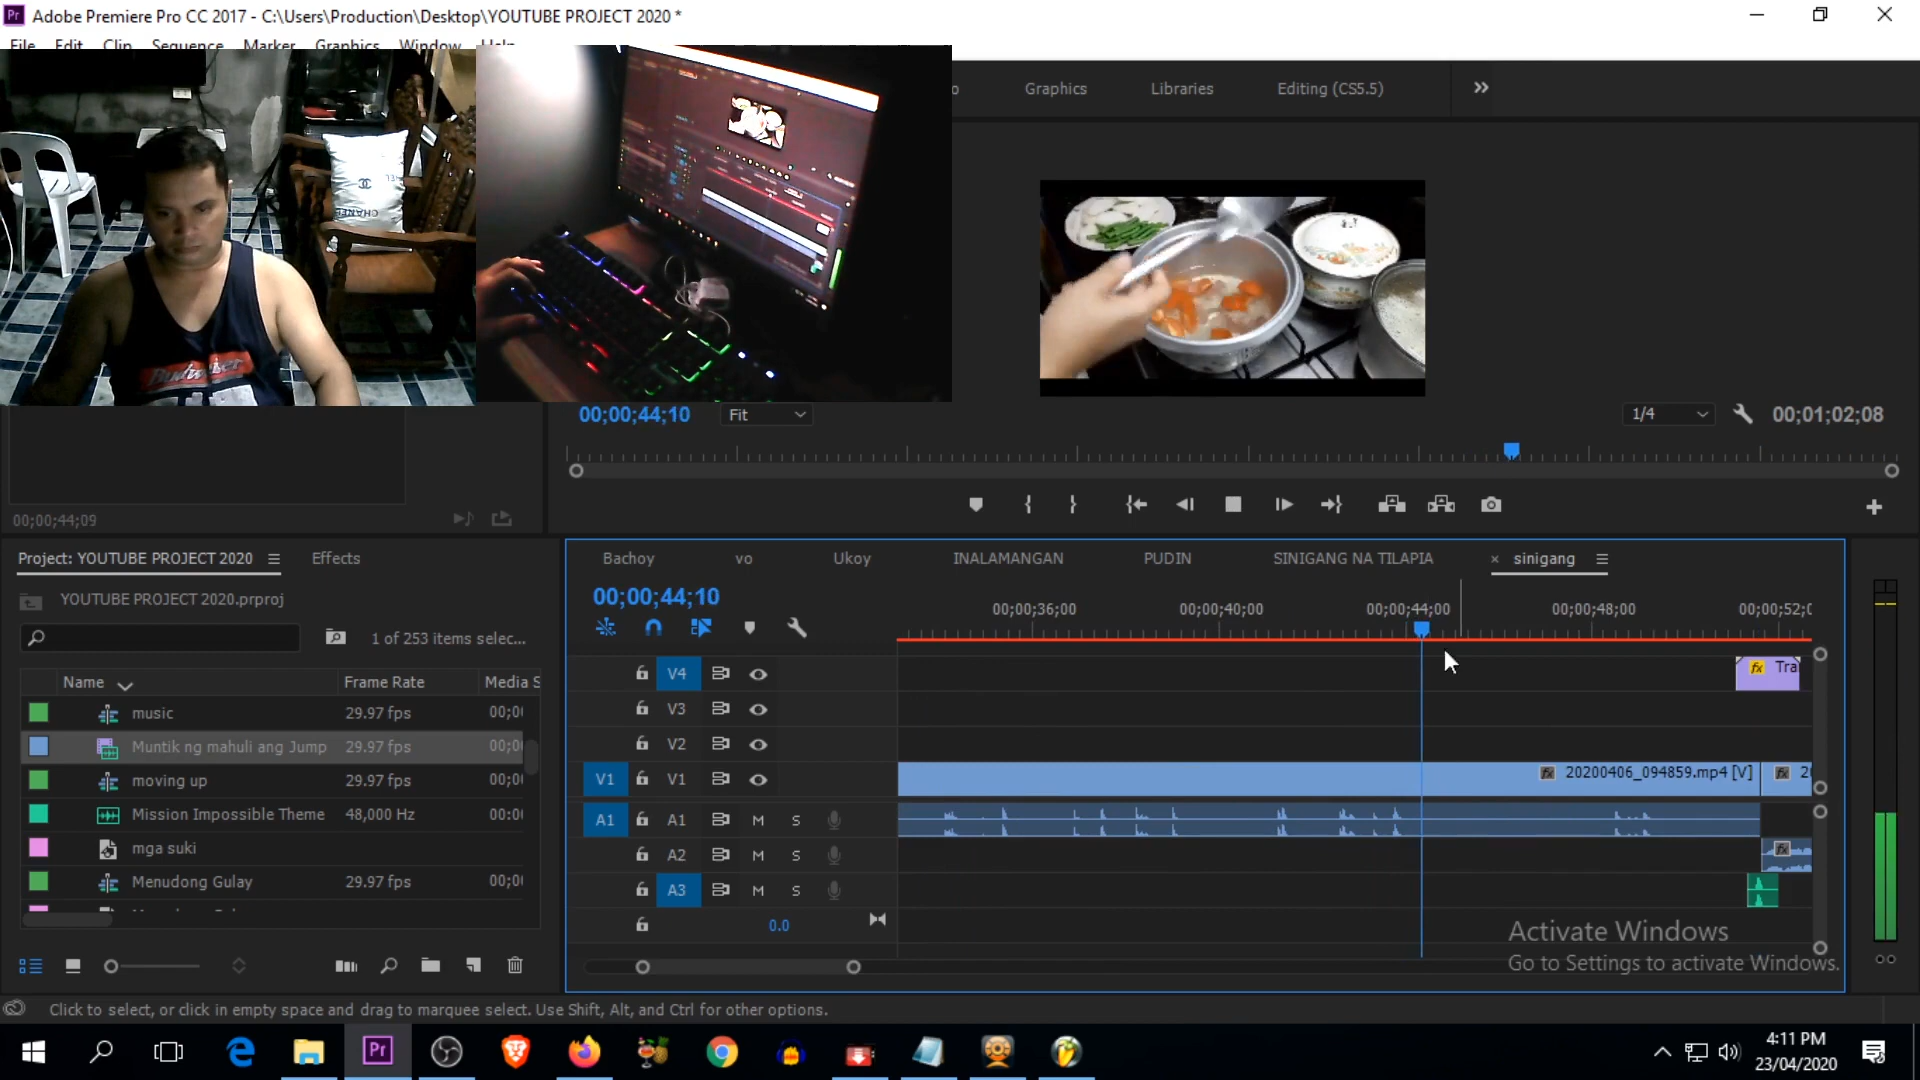 Adobe Premiere Pro CC 2017 - C:\Users\Production\Desktop\YOUTUBE PROJECT 2020 *
File Edit Clip Sequence Marker Graphics Window Help
Graphics Libraries Editing (CS5.5)
CHANEL
Budweiser
00;00;44;10 Fit 1/4 00;01;02;08
00;00;44;09
Project: YOUTUBE PROJECT 2020 Effects
YOUTUBE PROJECT 2020.prproj
1 of 253 items selec...
Name Frame Rate Media S
music 29.97 fps 00;0
Muntik ng mahuli ang Jump 29.97 fps 00;0
moving up 29.97 fps 00;0
Mission Impossible Theme 48,000 Hz 00:0
mga suki
Menudong Gulay 29.97 fps 00;0
Bachoy vo Ukoy INALAMANGAN PUDIN SINIGANG NA TILAPIA × sinigang
00;00;44;10
00;00;36;00 00;00;40;00 00;00;44;00 00;00;48;00 00;00;52;0
V4 fx Tra
V3
V2
V1 V1 fx 20200406_094859.mp4 [V] fx 20
A1 A1 M S
A2 M S fx
A3 M S
0.0
Activate Windows
Go to Settings to activate Windows.
Click to select, or click in empty space and drag to marquee select. Use Shift, Alt, and Ctrl for other options.
4:11 PM
23/04/2020